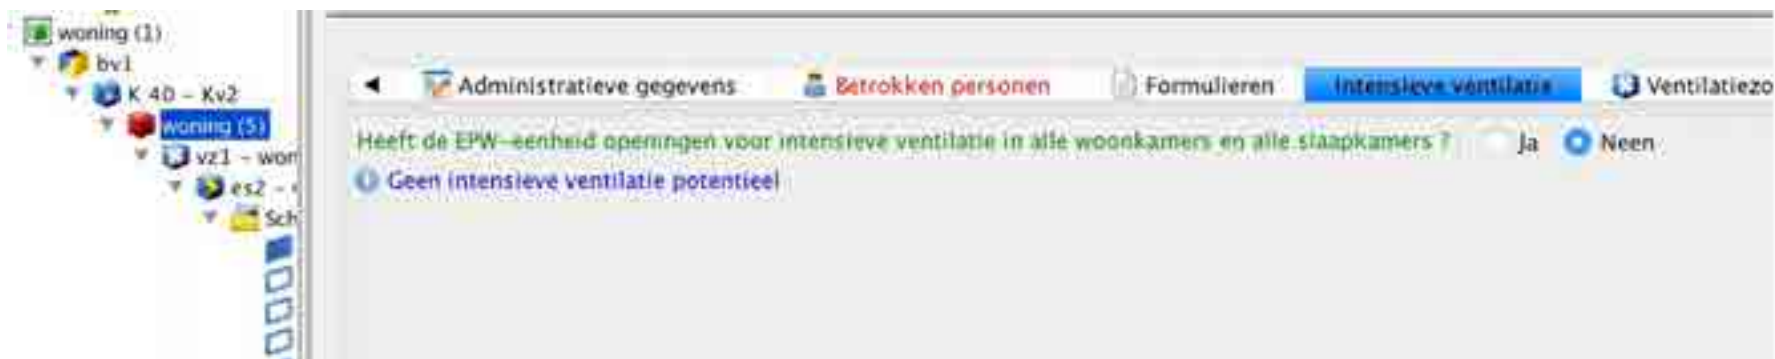 woning (1)
bv1
K 40 - Kv2
woning (5)
vz1 - won
es2 -
Sch
Administratieve gegevens
Betrokken personen
Formulieren
Intensieve ventilatie
Ventilatiezo
Heeft de EPW-eenheid openingen voor intensieve ventilatie in alle woonkamers en alle slaapkamers ?
Ja
Neen
Geen intensieve ventilatie potentieel